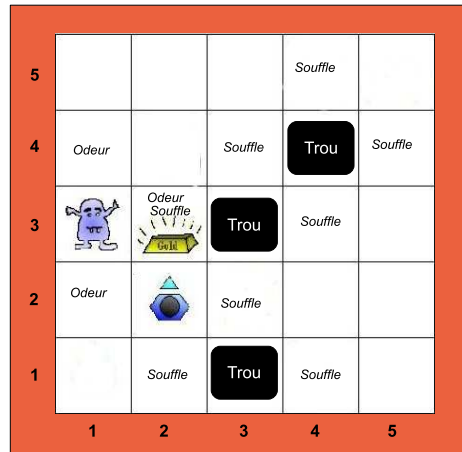 5 Souffle
4 Odeur Souffle Trou Souffle
Odeur
3 Souffle Trou Souffle
Gold
2 Odeur Souffle
1 Souffle Trou Souffle
1 2 3 4 5